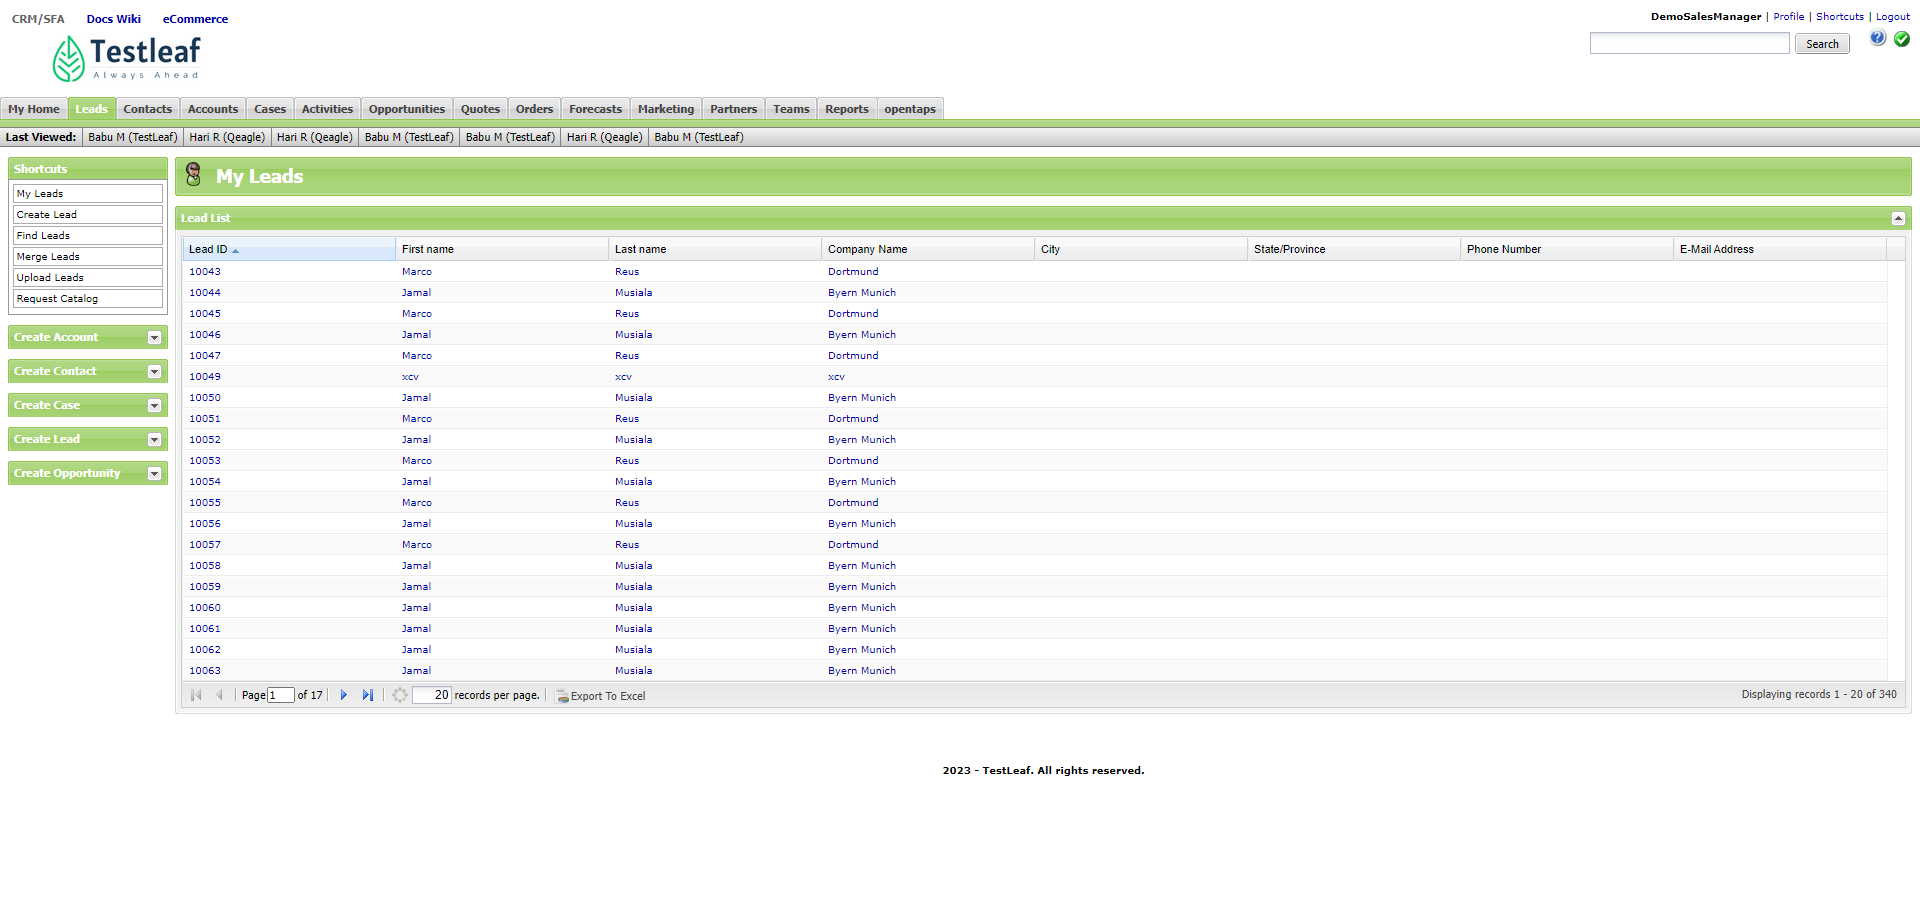 CRM/SFA Docs Wiki eCommerce
DemoSalesManager | Profile | Shortcuts | Logout
Testleaf
Always Ahead
Search
My Home Leads Contacts Accounts Cases Activities Opportunities Quotes Orders Forecasts Marketing Partners Teams Reports opentaps
Last Viewed: Babu M (TestLeaf) Hari R (Qeagle) Hari R (Qeagle) Babu M (TestLeaf) Babu M (TestLeaf) Hari R (Qeagle) Babu M (TestLeaf)
Shortcuts
My Leads
Create Lead
Find Leads
Merge Leads
Upload Leads
Request Catalog
Create Account
Create Contact
Create Case
Create Lead
Create Opportunity
My Leads
Lead List
Lead ID First name Last name Company Name City State/Province Phone Number E-Mail Address
10043 Marco Reus Dortmund
10044 Jamal Musiala Byern Munich
10045 Marco Reus Dortmund
10046 Jamal Musiala Byern Munich
10047 Marco Reus Dortmund
10049 xcv xcv xcv
10050 Jamal Musiala Byern Munich
10051 Marco Reus Dortmund
10052 Jamal Musiala Byern Munich
10053 Marco Reus Dortmund
10054 Jamal Musiala Byern Munich
10055 Marco Reus Dortmund
10056 Jamal Musiala Byern Munich
10057 Marco Reus Dortmund
10058 Jamal Musiala Byern Munich
10059 Jamal Musiala Byern Munich
10060 Jamal Musiala Byern Munich
10061 Jamal Musiala Byern Munich
10062 Jamal Musiala Byern Munich
10063 Jamal Musiala Byern Munich
Page 1 of 17 20 records per page. Export To Excel Displaying records 1 - 20 of 340
2023 - TestLeaf. All rights reserved.